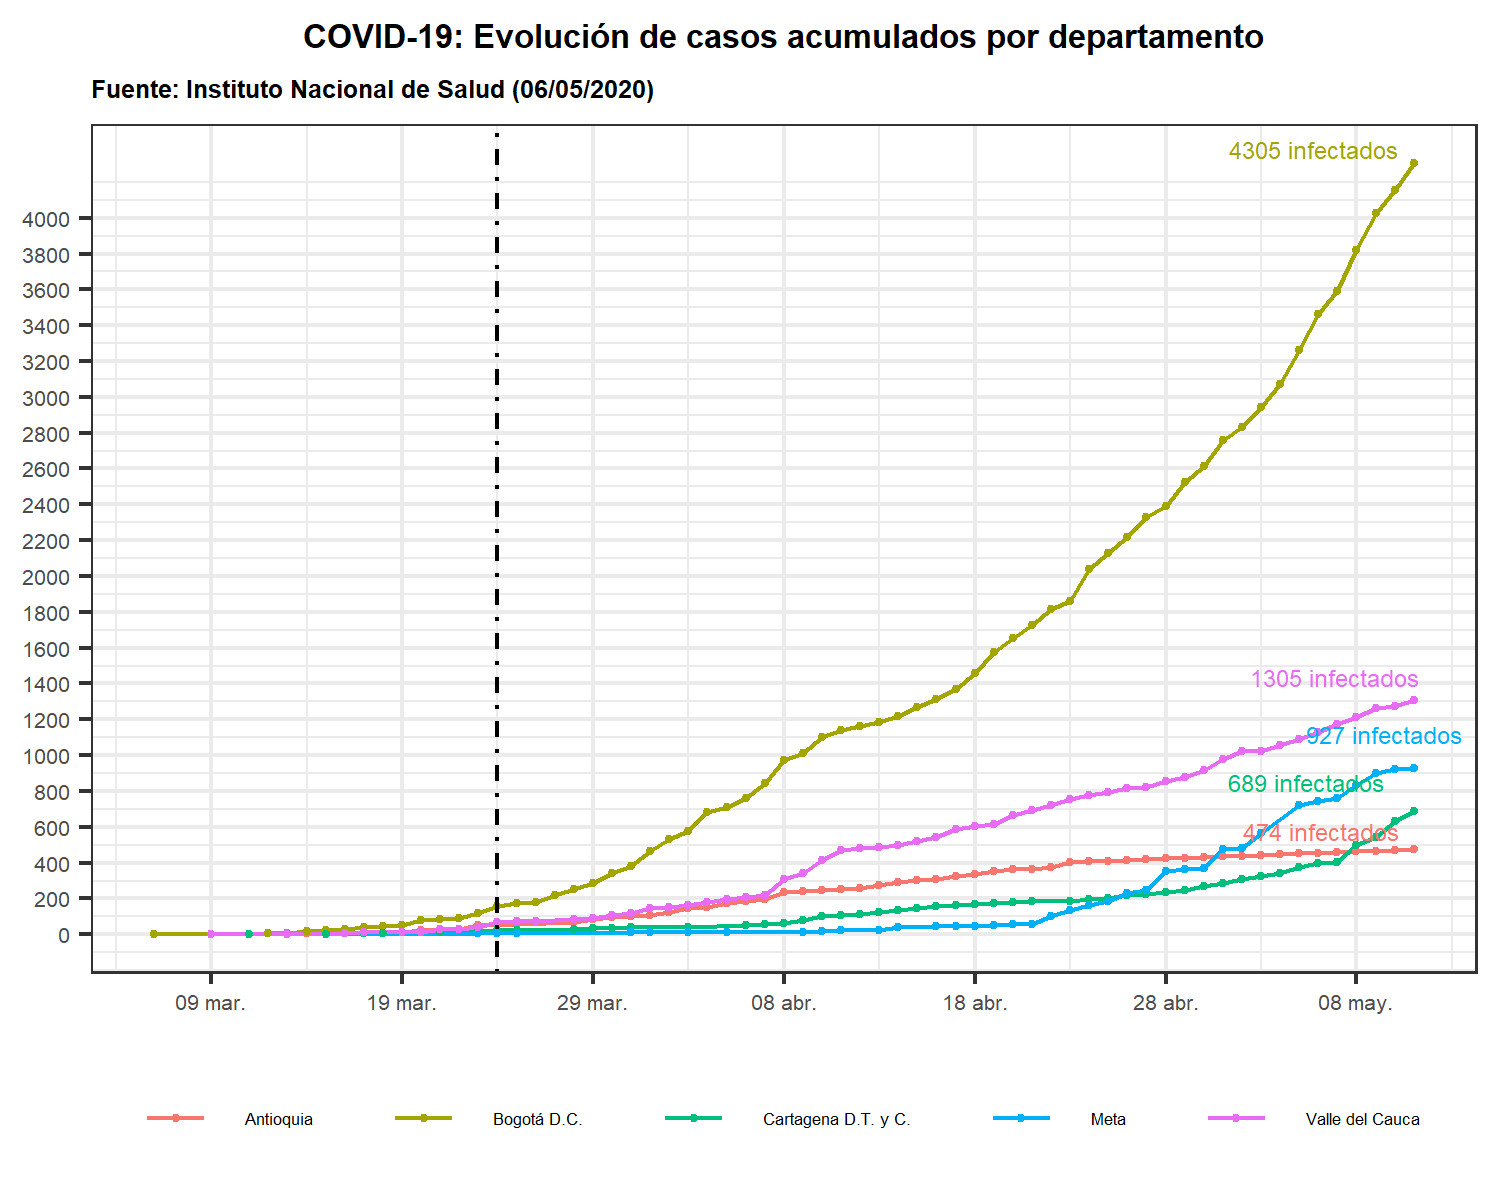 COVID-19: Evolución de casos acumulados por departamento
Fuente: Instituto Nacional de Salud (06/05/2020)
4305 infectados
4000
3800
3600
3400
3200
3000
2800
2600
2400
2200
2000
1800
1600
1400
1200
1000
800
600
400
200
0
1305 infectados
927 infectados
689 infectados
474 infectados
09 mar.
19 mar.
29 mar.
08 abr.
18 abr.
28 abr.
08 may.
Antioquia
Bogotá D.C.
Cartagena D.T. y C.
Meta
Valle del Cauca